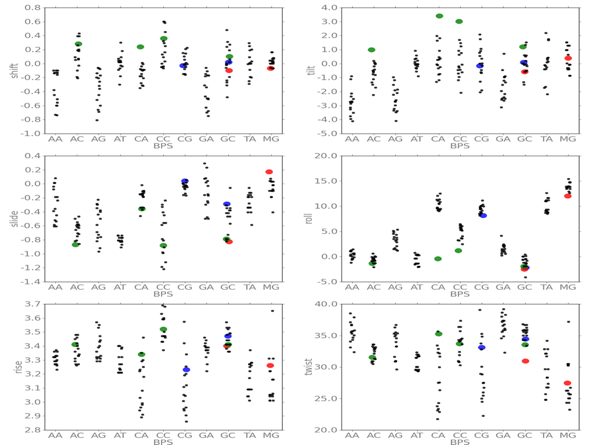 0.8 0.6 0.4 0.2 0.0 -0.2 -0.4 -0.6 -0.8 -1.0
shift
AA AC AG AT CA CC CG GA GC TA MG
BPS
4.0 3.0 2.0 1.0 0.0 -1.0 -2.0 -3.0 -4.0 -5.0
tilt
AA AC AG AT CA CC CG GA GC TA MG
BPS
0.4 0.2 0.0 -0.2 -0.4 -0.6 -0.8 -1.0 -1.2 -1.4
slide
AA AC AG AT CA CC CG GA GC TA MG
BPS
20.0 15.0 10.0 5.0 0.0 -5.0
roll
AA AC AG AT CA CC CG GA GC TA MG
BPS
3.7 3.6 3.5 3.4 3.3 3.2 3.1 3.0 2.9 2.8
rise
AA AC AG AT CA CC CG GA GC TA MG
BPS
40.0 35.0 30.0 25.0 20.0
twist
AA AC AG AT CA CC CG GA GC TA MG
BPS